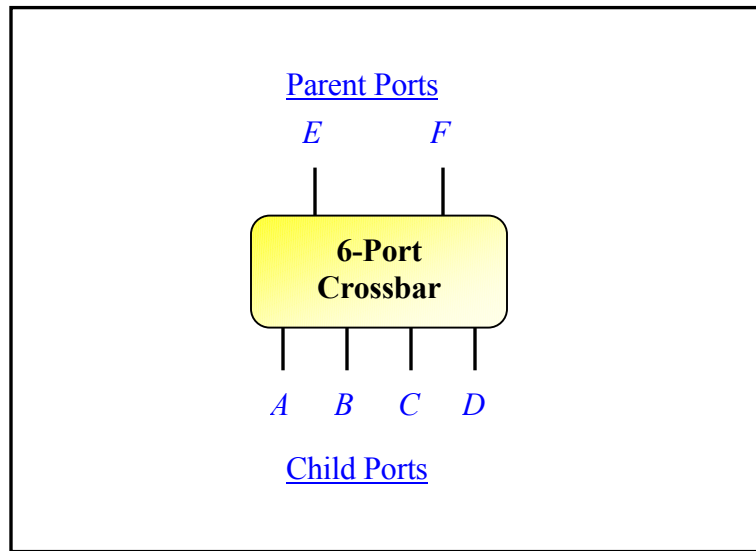 Parent Ports
E F
6-Port
Crossbar
A B C D
Child Ports